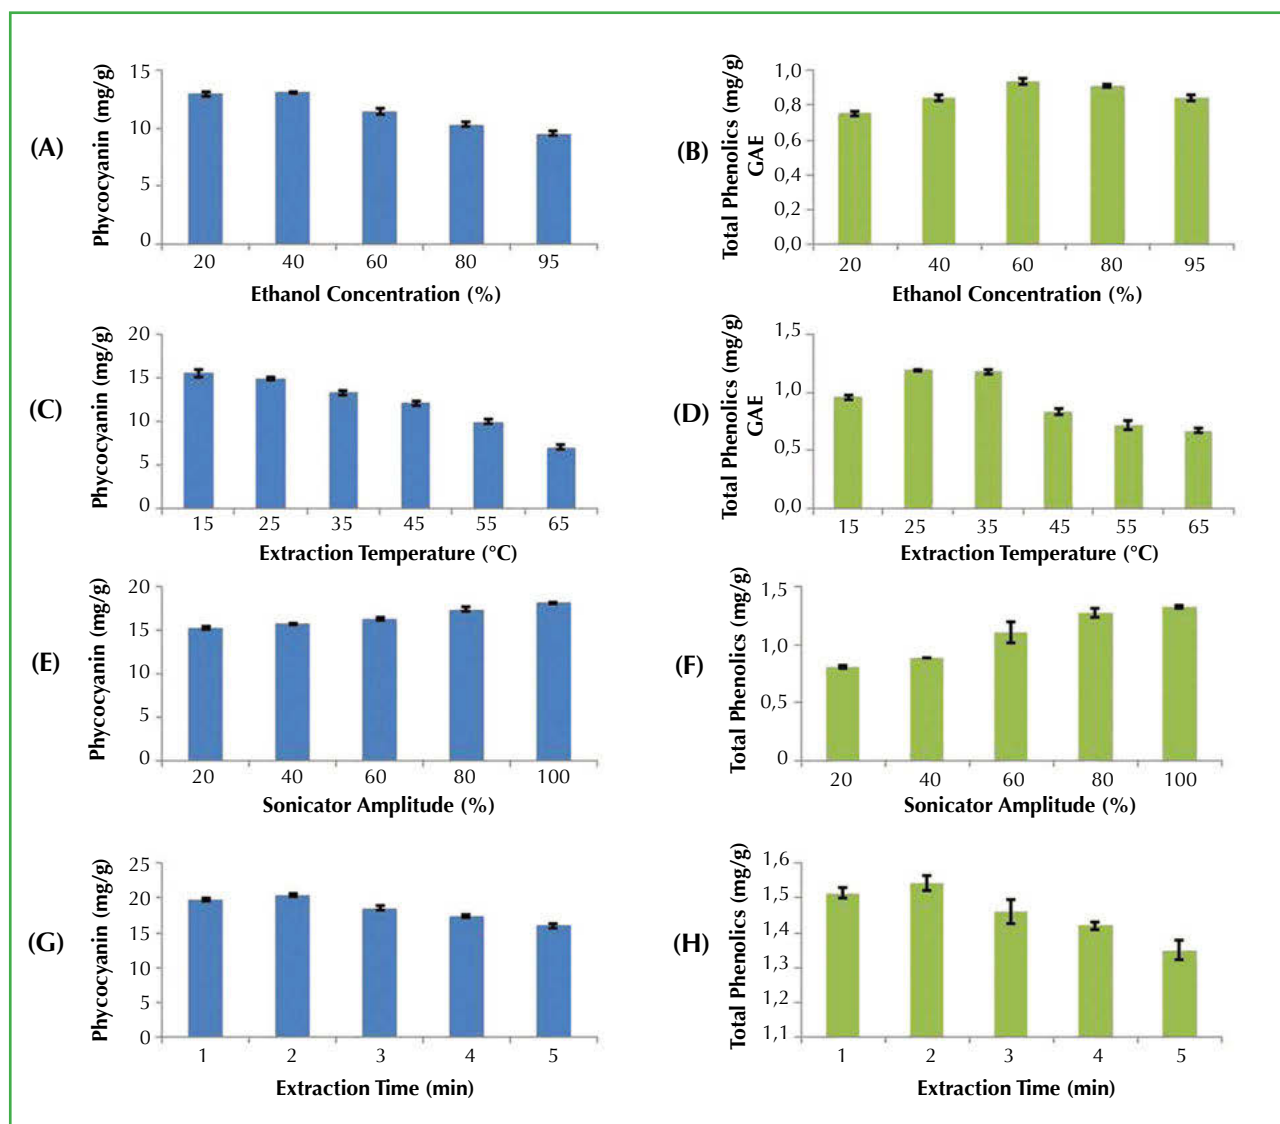 (A)
Phycocyanin (mg/g)
15
10
5
0
20 40 60 80 95
Ethanol Concentration (%)
(B)
Total Phenolics (mg/g)
GAE
1,0
0,8
0,6
0,4
0,2
0,0
20 40 60 80 95
Ethanol Concentration (%)
(C)
Phycocyanin (mg/g)
20
15
10
5
0
15 25 35 45 55 65
Extraction Temperature (°C)
(D)
Total Phenolics (mg/g)
GAE
1,5
1,0
0,5
0,0
15 25 35 45 55 65
Extraction Temperature (°C)
(E)
Phycocyanin (mg/g)
20
15
10
5
0
20 40 60 80 100
Sonicator Amplitude (%)
(F)
Total Phenolics (mg/g)
1,5
1,0
0,5
0
20 40 60 80 100
Sonicator Amplitude (%)
(G)
Phycocyanin (mg/g)
25
20
15
10
5
0
1 2 3 4 5
Extraction Time (min)
(H)
Total Phenolics (mg/g)
1,6
1,5
1,4
1,3
1,2
1,1
1 2 3 4 5
Extraction Time (min)